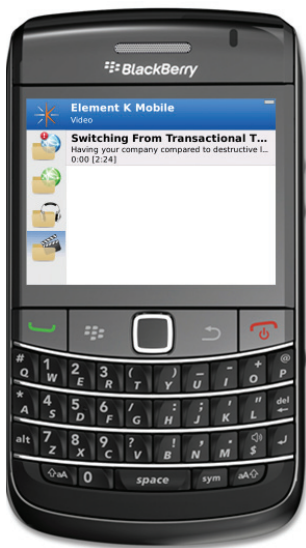 BlackBerry
Element K Mobile
Video
Switching From Transactional T...
Having your company compared to destructive l...
0:00 [2:24]
# 1 2 3 ( ) _ - + @
Q W E R T Y U I O P
* 4 5 6 / : ; ' " del
A S D F G H J K L
alt 7 8 9 ? ! , . $
Z X C V B N M
aA 0 space sym aA